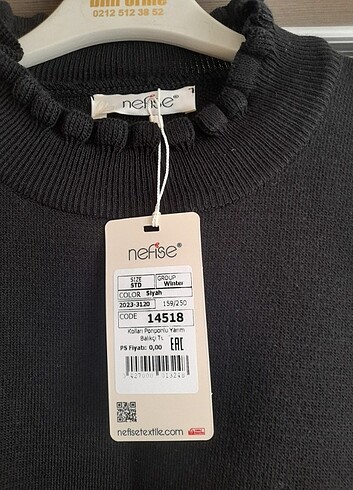 üniforme
0212 512 38 52
nefise®
nefise®
SIZE
STD
GROUP
Winter
COLOR Siyah
2023-3120 159/250
CODE 14518
Kolları Ponponlu Yarım
Balıkçı Tr.
PS Fiyatı: 0,00 EAC
nefisetextile.com